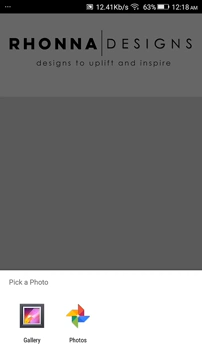 ... 12.41Kb/s 63% 12:18 AM
RHONNA DESIGNS
designs to uplift and inspire
Pick a Photo
Gallery Photos